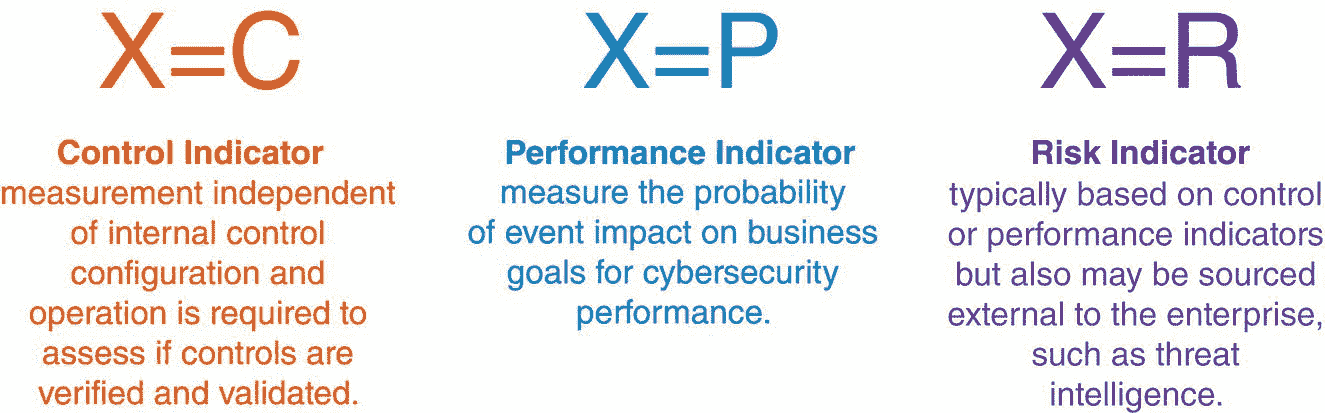 X=C
Control Indicator
measurement independent
of internal control
configuration and
operation is required to
assess if controls are
verified and validated.
X=P
Performance Indicator
measure the probability
of event impact on business
goals for cybersecurity
performance.
X=R
Risk Indicator
typically based on control
or performance indicators
but also may be sourced
external to the enterprise,
such as threat
intelligence.